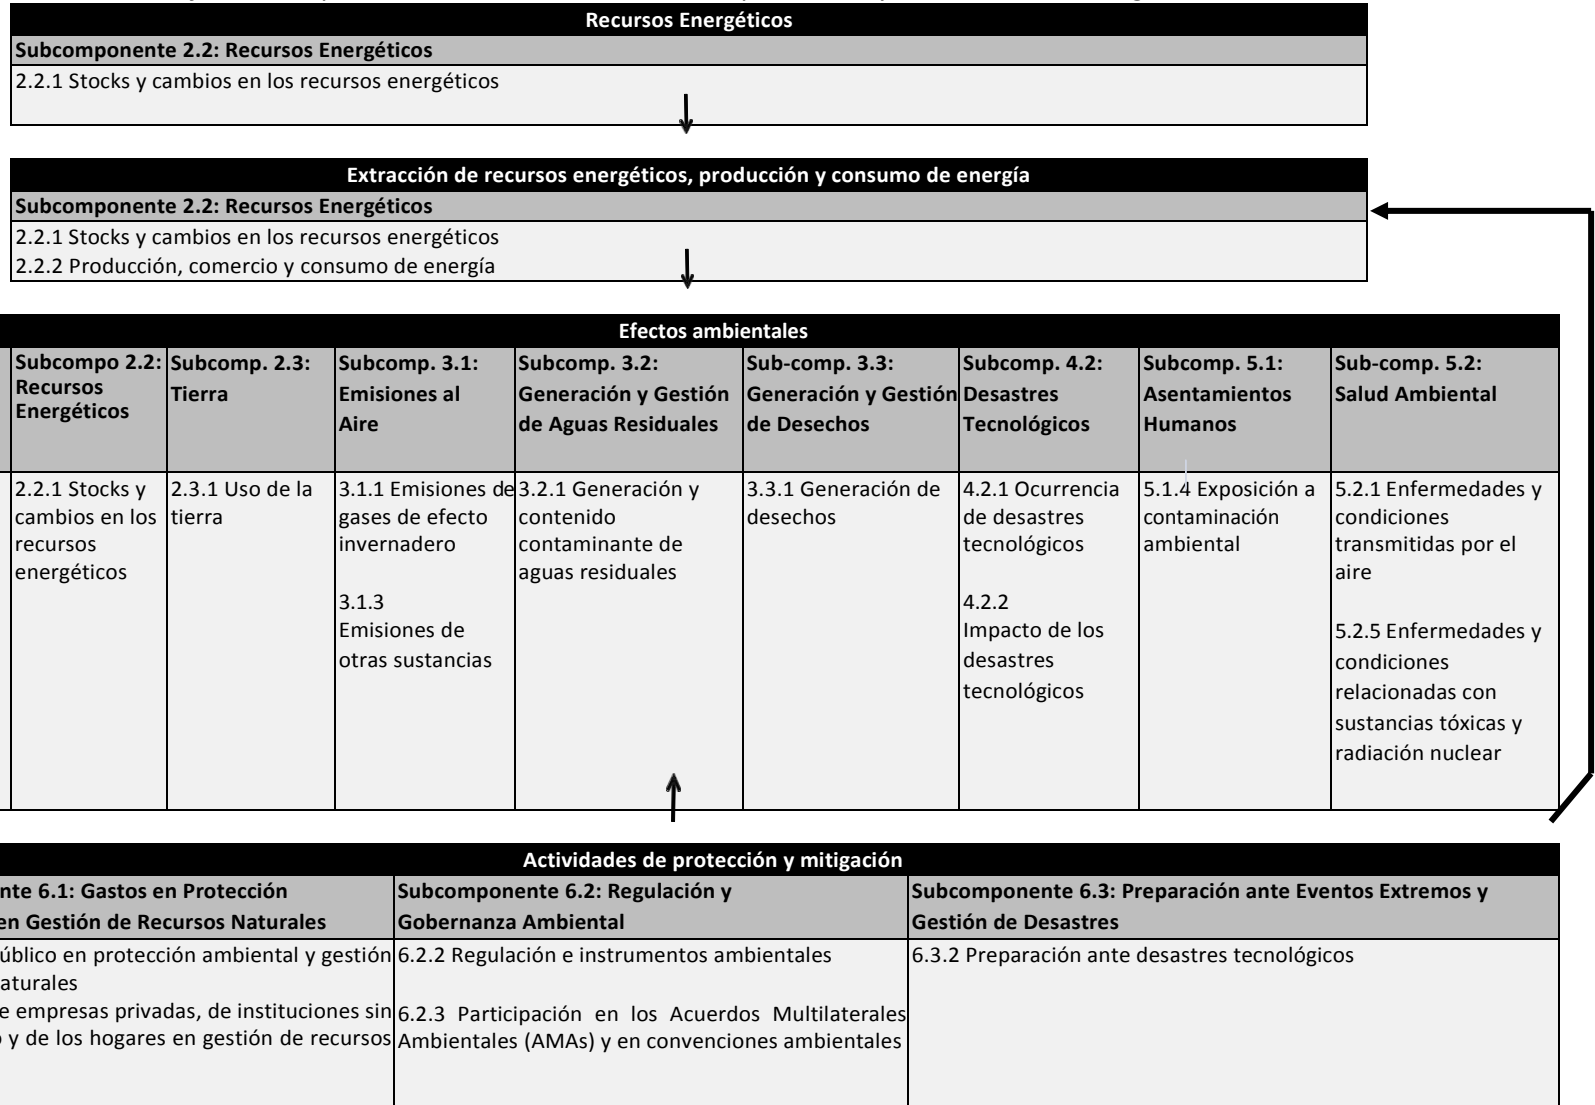 Recursos Energéticos
Subcomponente 2.2: Recursos Energéticos
2.2.1 Stocks y cambios en los recursos energéticos
Extracción de recursos energéticos, producción y consumo de energía
Subcomponente 2.2: Recursos Energéticos
2.2.1 Stocks y cambios en los recursos energéticos
2.2.2 Producción, comercio y consumo de energía
Efectos ambientales
Subcompo 2.2:
Recursos
Energéticos
Subcomp. 2.3:
Tierra
Subcomp. 3.1:
Emisiones al
Aire
Subcomp. 3.2:
Generación y Gestión
de Aguas Residuales
Sub-comp. 3.3:
Generación y Gestión
de Desechos
Subcomp. 4.2:
Desastres
Tecnológicos
Subcomp. 5.1:
Asentamientos
Humanos
Sub-comp. 5.2:
Salud Ambiental
2.2.1 Stocks y
cambios en los
recursos
energéticos
2.3.1 Uso de la
tierra
3.1.1 Emisiones de
gases de efecto
invernadero
3.1.3
Emisiones de
otras sustancias
3.2.1 Generación y
contenido
contaminante de
aguas residuales
3.3.1 Generación de
desechos
4.2.1 Ocurrencia
de desastres
tecnológicos
4.2.2
Impacto de los
desastres
tecnológicos
5.1.4 Exposición a
contaminación
ambiental
5.2.1 Enfermedades y
condiciones
transmitidas por el
aire
5.2.5 Enfermedades y
condiciones
relacionadas con
sustancias tóxicas y
radiación nuclear
Actividades de protección y mitigación
nte 6.1: Gastos en Protección
en Gestión de Recursos Naturales
Subcomponente 6.2: Regulación y
Gobernanza Ambiental
Subcomponente 6.3: Preparación ante Eventos Extremos y
Gestión de Desastres
úblico en protección ambiental y gestión
aturales
e empresas privadas, de instituciones sin
y de los hogares en gestión de recursos
6.2.2 Regulación e instrumentos ambientales
6.2.3 Participación en los Acuerdos Multilaterales
Ambientales (AMAs) y en convenciones ambientales
6.3.2 Preparación ante desastres tecnológicos